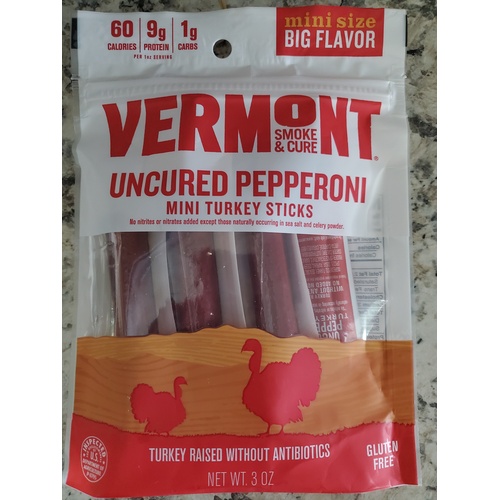 60 CALORIES
9g PROTEIN
1g CARBS
PER 1oz SERVING
mini size
BIG FLAVOR
VERMONT
SMOKE
& CURE
UNCURED PEPPERONI
MINI TURKEY STICKS
No nitrites or nitrates added except those naturally occurring in sea salt and celery powder.
TURKEY RAISED WITHOUT ANTIBIOTICS
GLUTEN
FREE
NET WT. 3 OZ